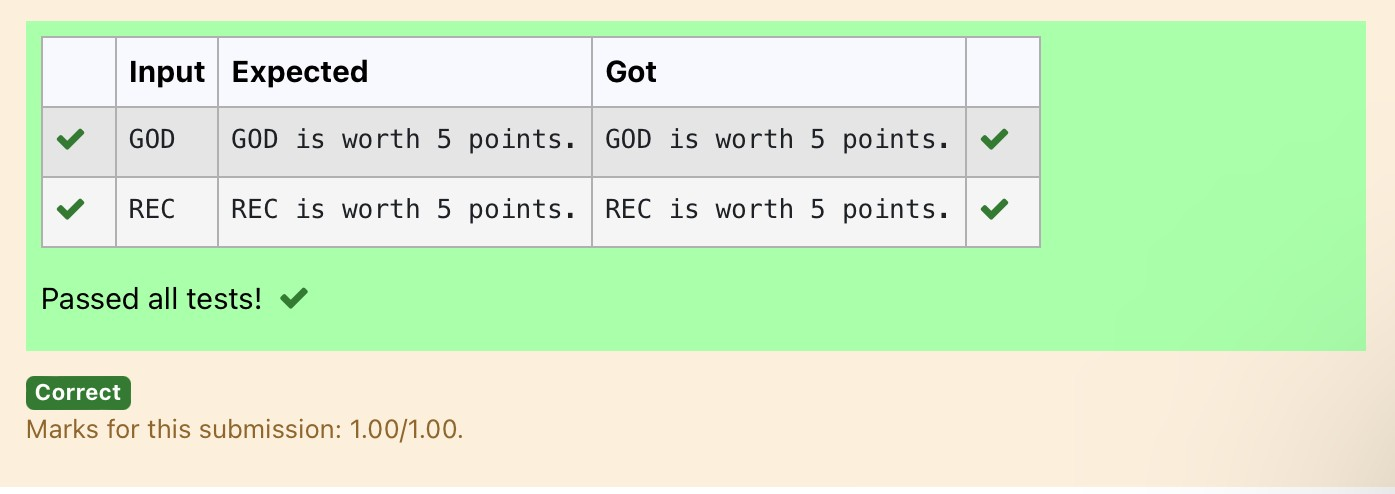 Input Expected Got
GOD GOD is worth 5 points. GOD is worth 5 points.
REC REC is worth 5 points. REC is worth 5 points.
Passed all tests!
Correct
Marks for this submission: 1.00/1.00.